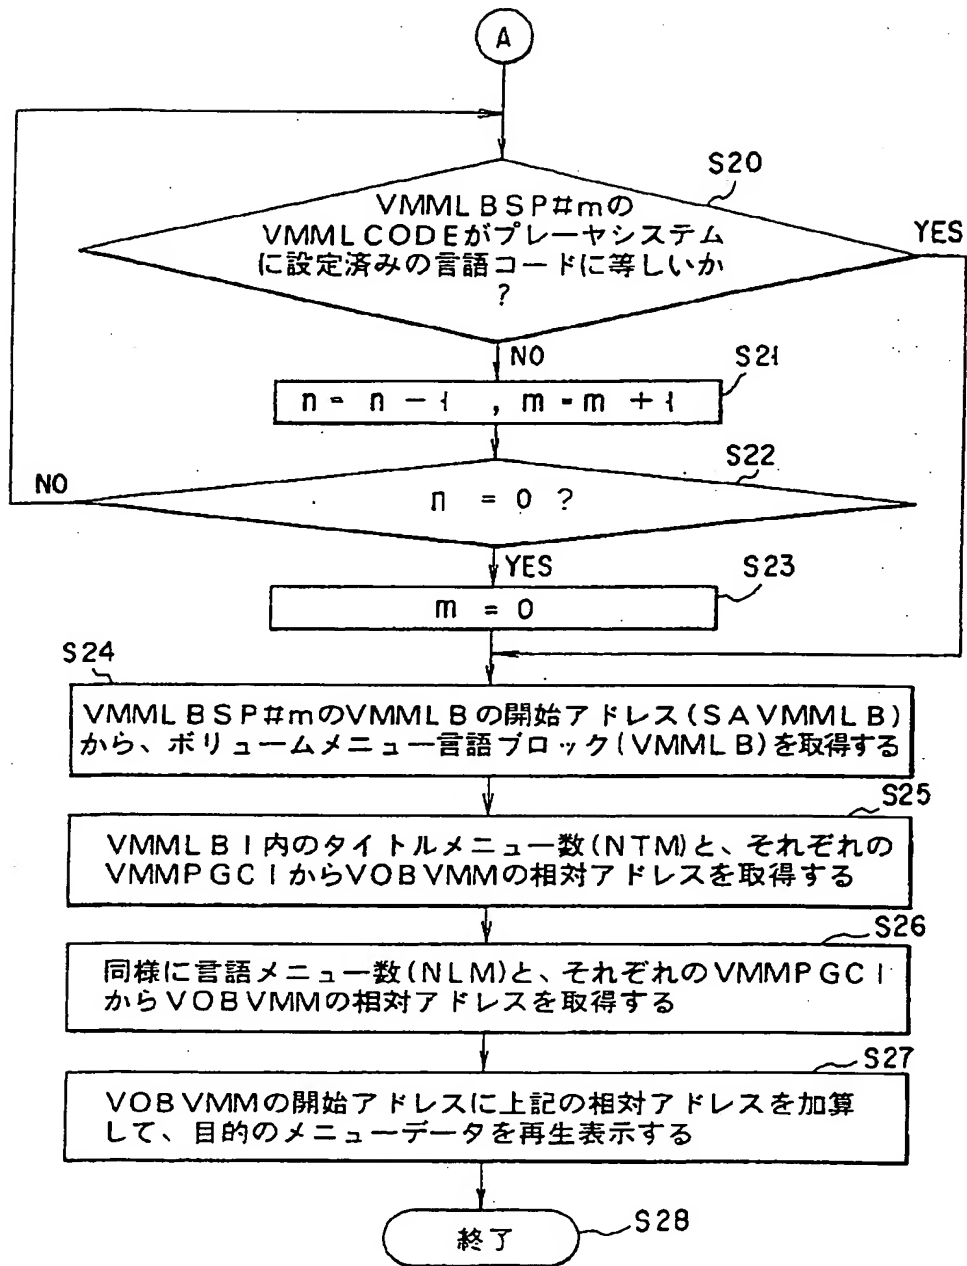 A
S20
VMMLBSP#mの
VMMLCODEがプレーヤシステム
に設定済みの言語コードに等しいか
?
YES
NO
S21
n = n - 1 , m = m + 1
S22
NO
n = 0 ?
YES
S23
m = 0
S24
VMMLBSP#mのVMMLBの開始アドレス(SAVMMLB)
から、ボリュームメニュー言語ブロック(VMMLB)を取得する
S25
VMMLBI内のタイトルメニュー数(NTM)と、それぞれの
VMMPGCIからVOBVMMの相対アドレスを取得する
S26
同様に言語メニュー数(NLM)と、それぞれのVMMPGCI
からVOBVMMの相対アドレスを取得する
S27
VOBVMMの開始アドレスに上記の相対アドレスを加算
して、目的のメニューデータを再生表示する
終了
S28